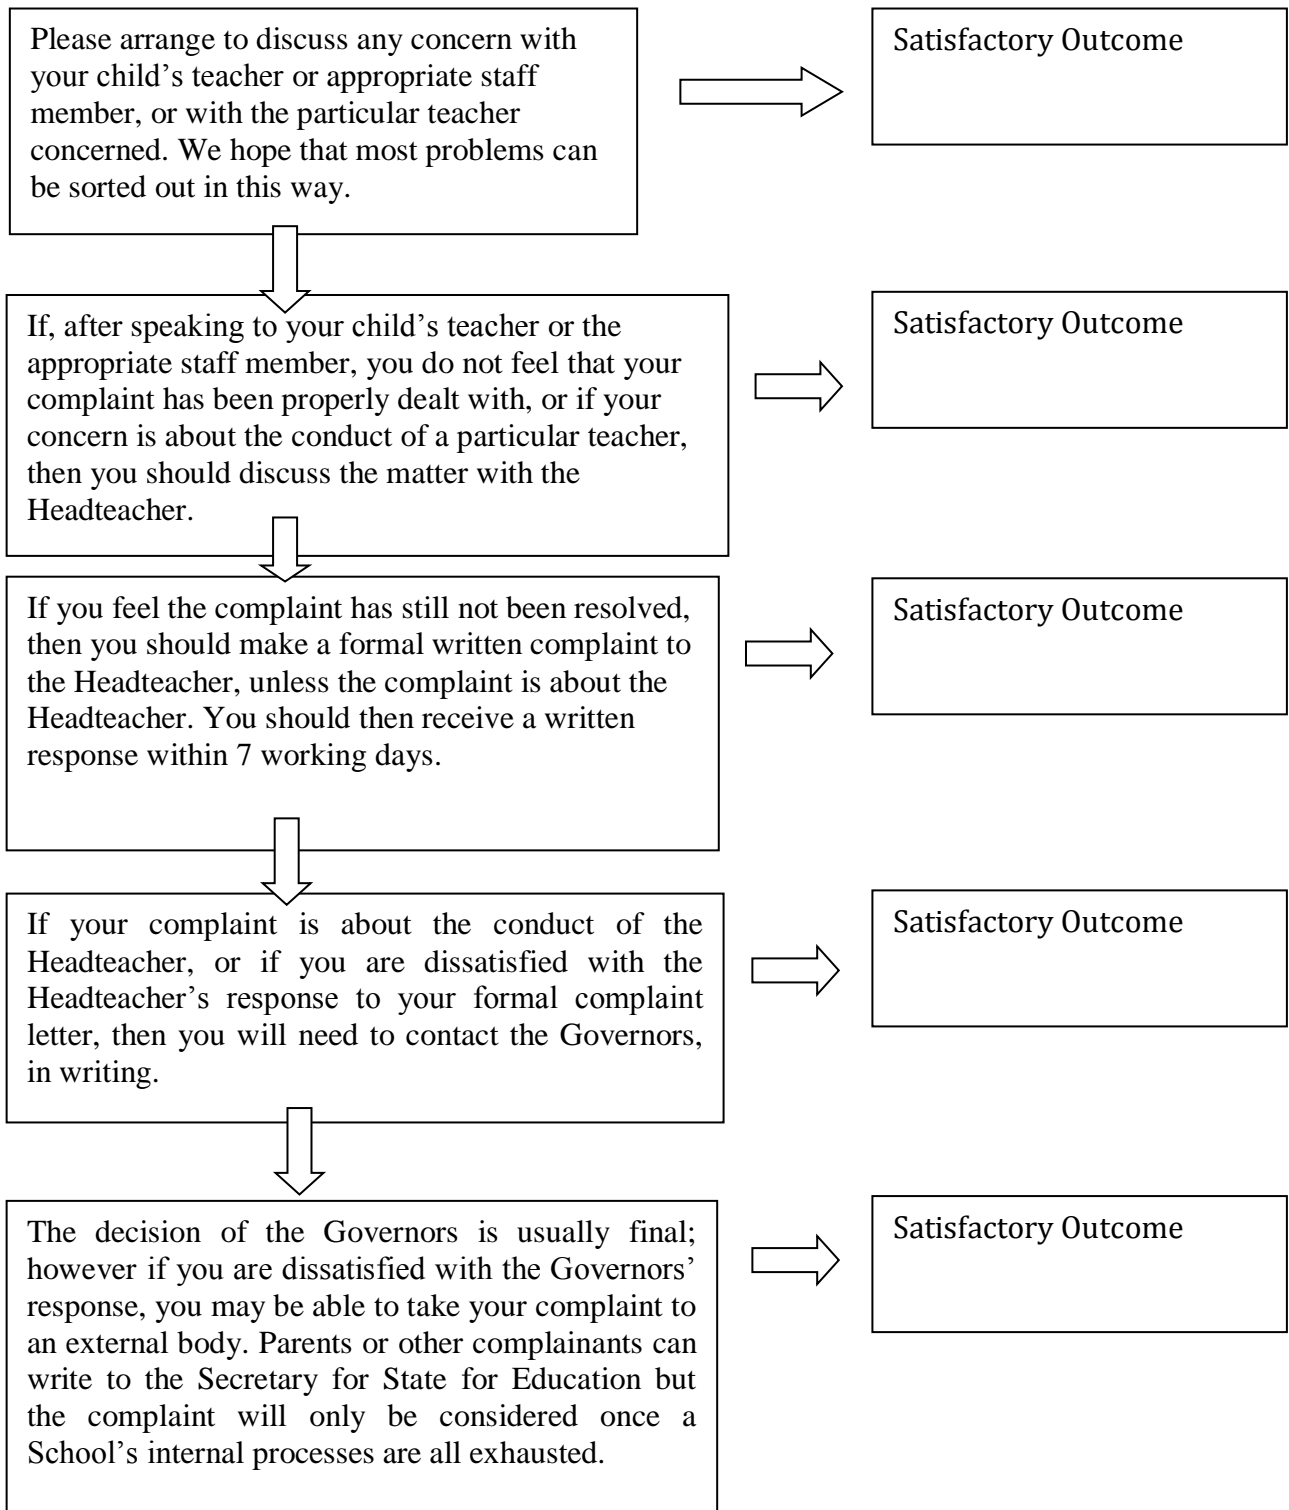 Please arrange to discuss any concern with
your child’s teacher or appropriate staff
member, or with the particular teacher
concerned. We hope that most problems can
be sorted out in this way.
Satisfactory Outcome
If, after speaking to your child’s teacher or the
appropriate staff member, you do not feel that your
complaint has been properly dealt with, or if your
concern is about the conduct of a particular teacher,
then you should discuss the matter with the
Headteacher.
Satisfactory Outcome
If you feel the complaint has still not been resolved,
then you should make a formal written complaint to
the Headteacher, unless the complaint is about the
Headteacher. You should then receive a written
response within 7 working days.
Satisfactory Outcome
If your complaint is about the conduct of the
Headteacher, or if you are dissatisfied with the
Headteacher’s response to your formal complaint
letter, then you will need to contact the Governors,
in writing.
Satisfactory Outcome
The decision of the Governors is usually final;
however if you are dissatisfied with the Governors’
response, you may be able to take your complaint to
an external body. Parents or other complainants can
write to the Secretary for State for Education but
the complaint will only be considered once a
School’s internal processes are all exhausted.
Satisfactory Outcome